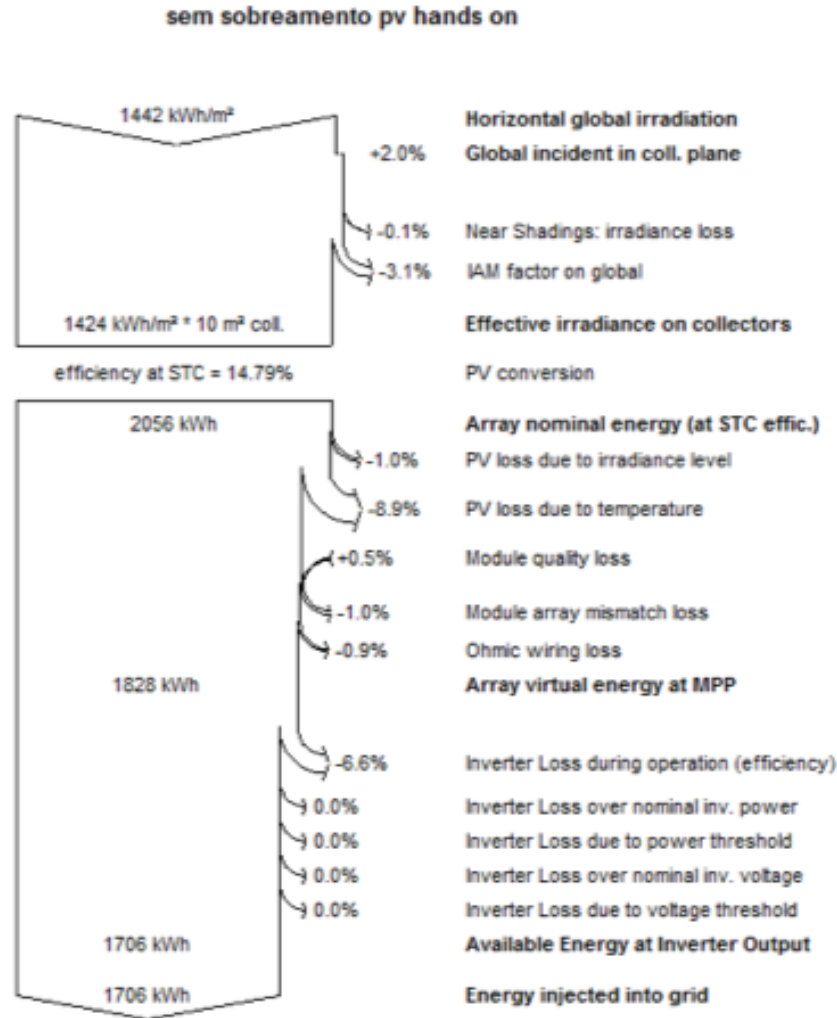 sem sobreamento pv hands on
1442 kWh/m² Horizontal global irradiation
+2.0% Global incident in coll. plane
-0.1% Near Shadings: irradiance loss
-3.1% IAM factor on global
1424 kWh/m² * 10 m² coll. Effective irradiance on collectors
efficiency at STC = 14.79% PV conversion
2056 kWh Array nominal energy (at STC effic.)
-1.0% PV loss due to irradiance level
-8.9% PV loss due to temperature
+0.5% Module quality loss
-1.0% Module array mismatch loss
-0.9% Ohmic wiring loss
1828 kWh Array virtual energy at MPP
-6.6% Inverter Loss during operation (efficiency)
0.0% Inverter Loss over nominal inv. power
0.0% Inverter Loss due to power threshold
0.0% Inverter Loss over nominal inv. voltage
0.0% Inverter Loss due to voltage threshold
1706 kWh Available Energy at Inverter Output
1706 kWh Energy injected into grid